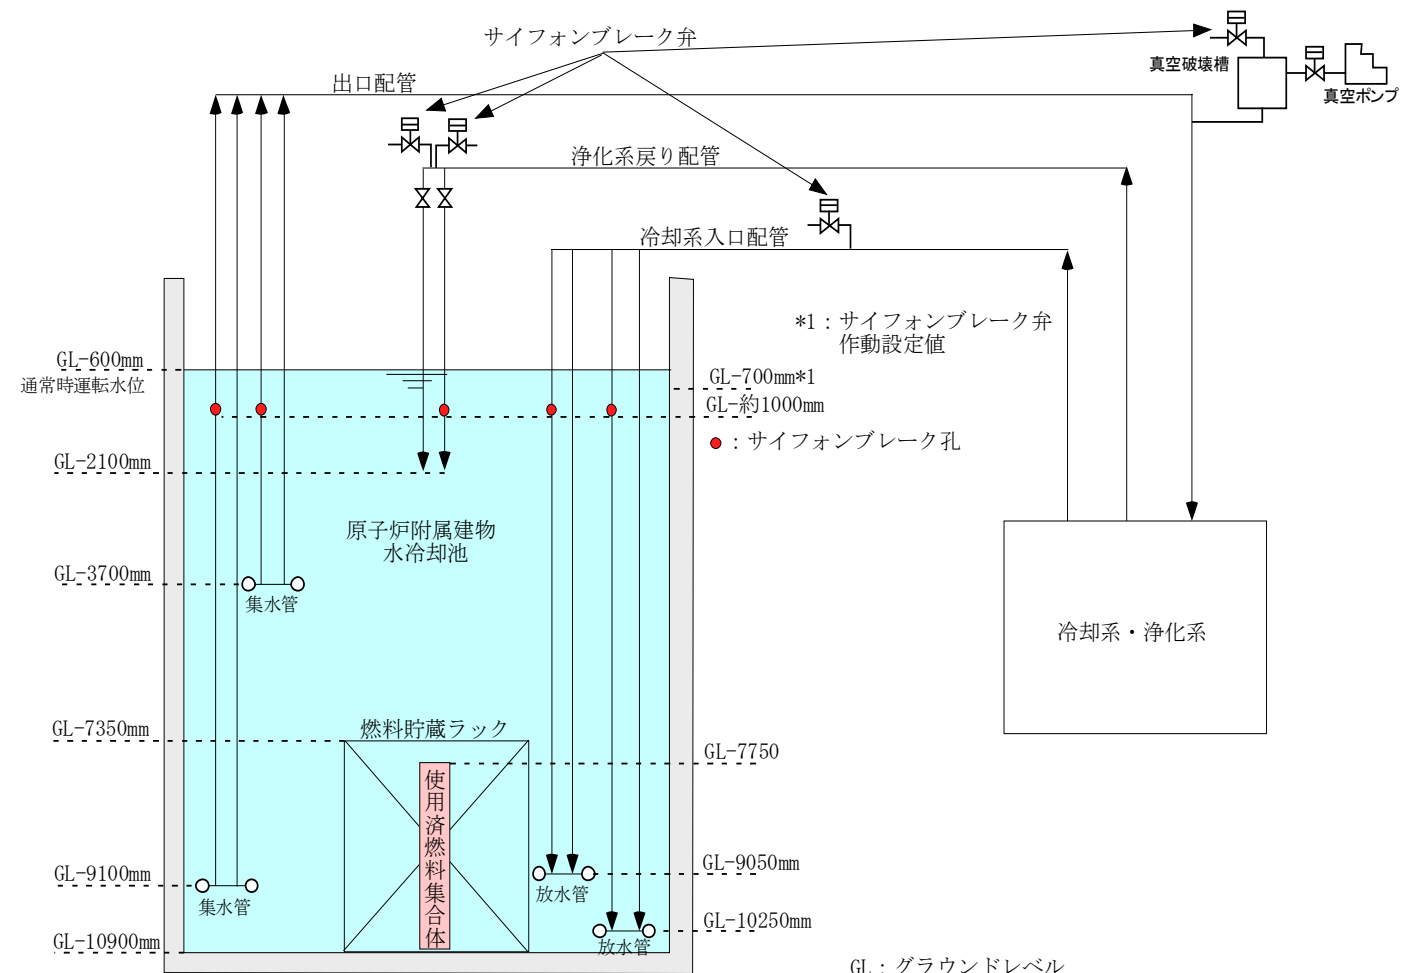 サイフォンブレーク弁
真空破壊槽
真空ポンプ
出口配管
浄化系戻り配管
冷却系入口配管
*1：サイフォンブレーク弁
作動設定値
GL-600mm
通常時運転水位
GL-700mm*1
GL-約1000mm
：サイフォンブレーク孔
GL-2100mm
原子炉附属建物
水冷却池
GL-3700mm
集水管
冷却系・浄化系
GL-7350mm
燃料貯蔵ラック
GL-7750
使用済燃料集合体
GL-9050mm
GL-9100mm
放水管
集水管
GL-10250mm
GL-10900mm
放水管
GL：グラウンドレベル